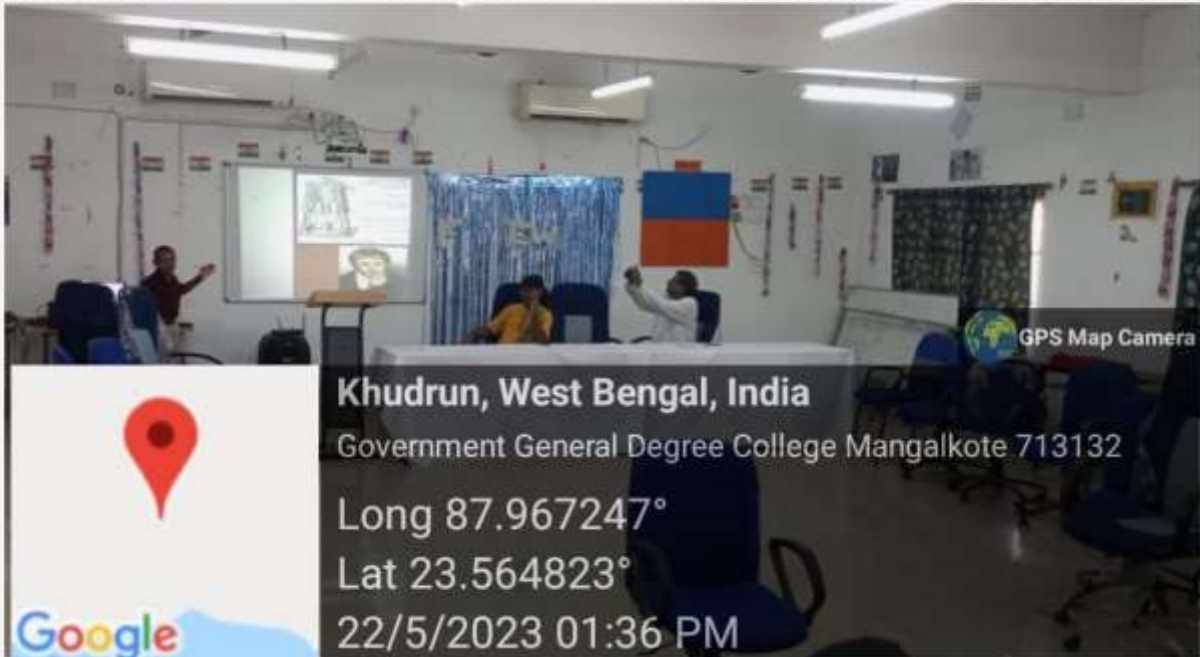 GPS Map Camera
Khudrun, West Bengal, India
Government General Degree College Mangalkote 713132
Long 87.967247°
Lat 23.564823°
22/5/2023 01:36 PM
Google